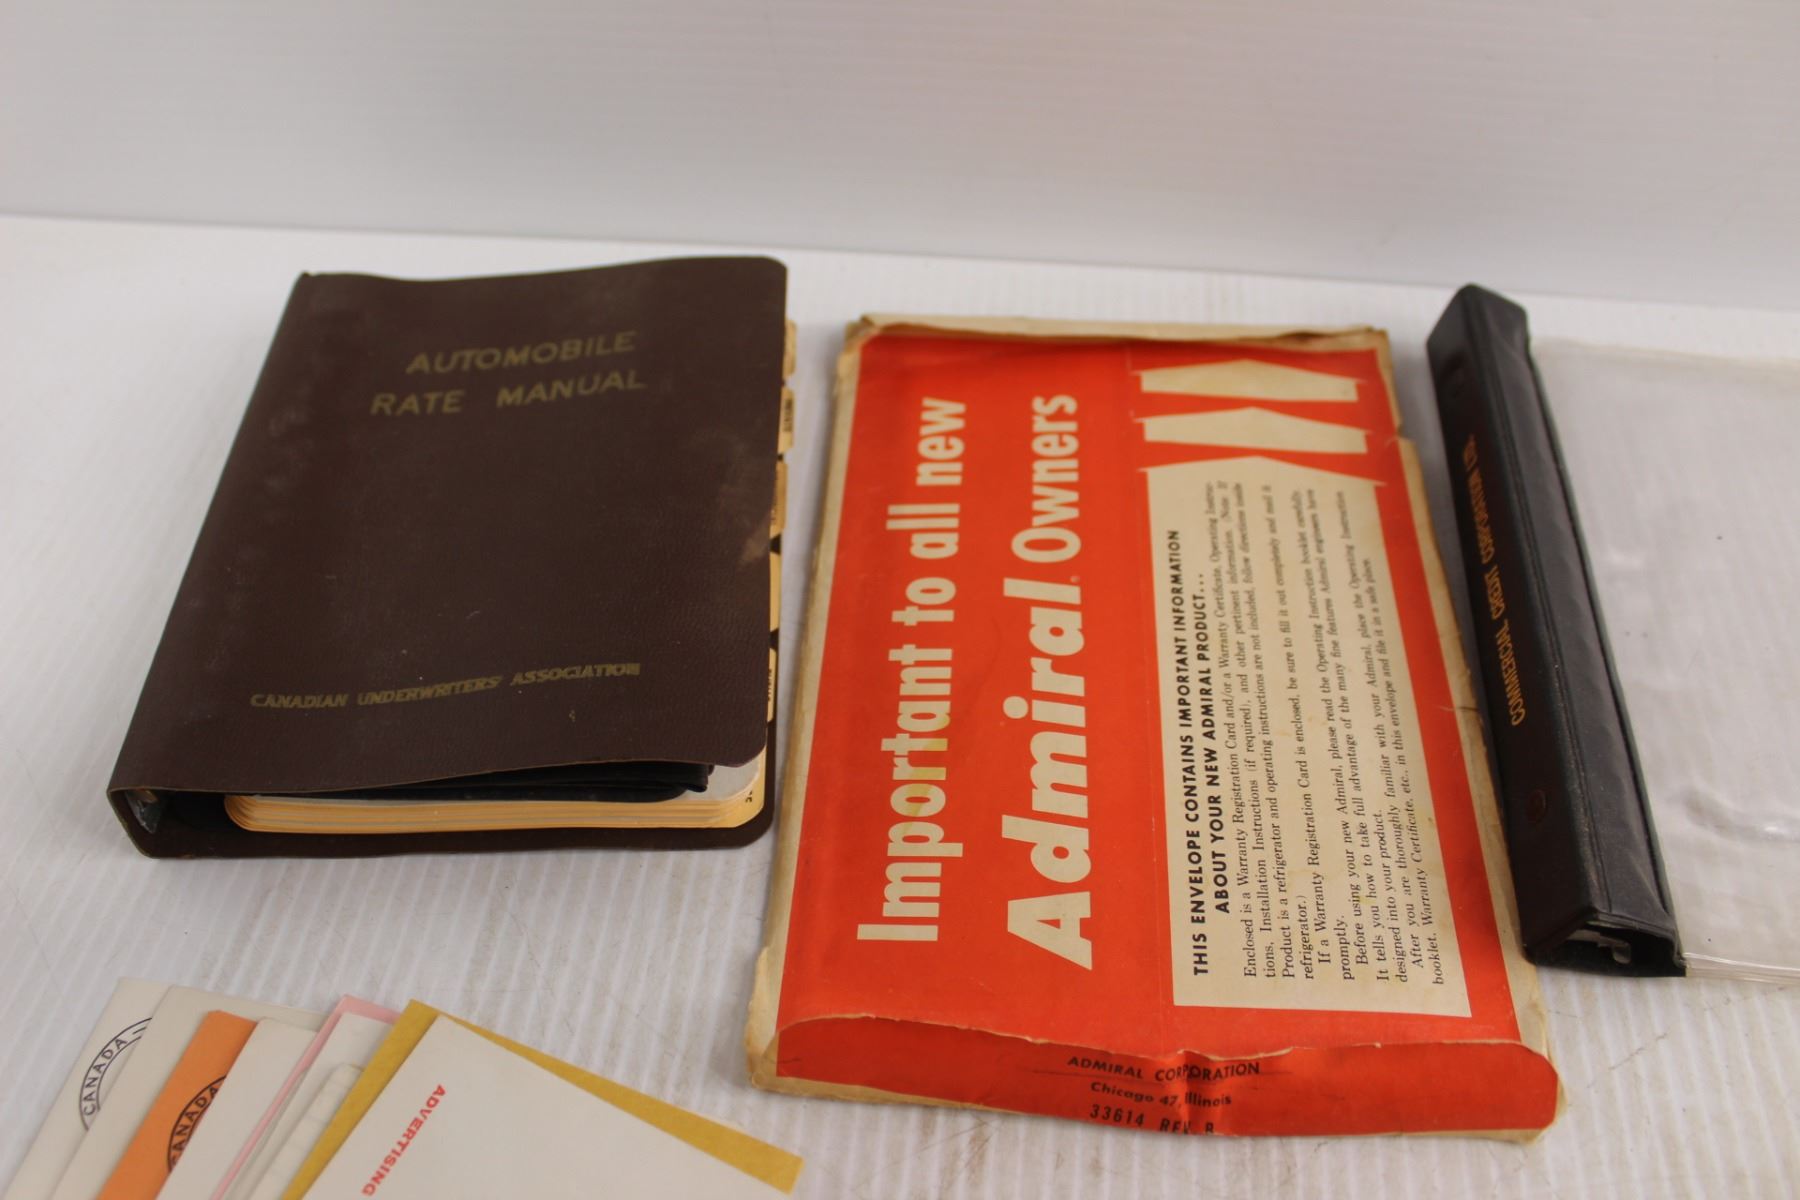 AUTOMOBILE
RATE MANUAL
CANADIAN UNDERWRITERS' ASSOCIATION
Important to all new
Admiral Owners
THIS ENVELOPE CONTAINS IMPORTANT INFORMATION
ABOUT YOUR NEW ADMIRAL PRODUCT...
Enclosed is a Warranty Registration Card and/or a Warranty Certificate, Operating Instruc-
tions, Installation Instructions (if required), and other pertinent information. (Note: If
Product is a refrigerator and operating instructions are not included, follow directions inside
refrigerator.)
If a Warranty Registration Card is enclosed, be sure to fill it out completely and mail it
promptly.
Before using your new Admiral, please read the Operating Instruction booklet carefully.
It tells you how to take full advantage of the many fine features Admiral engineers have
designed into your product.
After you are thoroughly familiar with your Admiral, place the Operating Instruction
booklet, Warranty Certificate, etc., in this envelope and file it in a safe place.
ADMIRAL CORPORATION
Chicago 47, Illinois
33614 REV. B
COMMERCIAL CREDIT CORPORATION LTD.
CANADA
CANADA
ADVERTISING